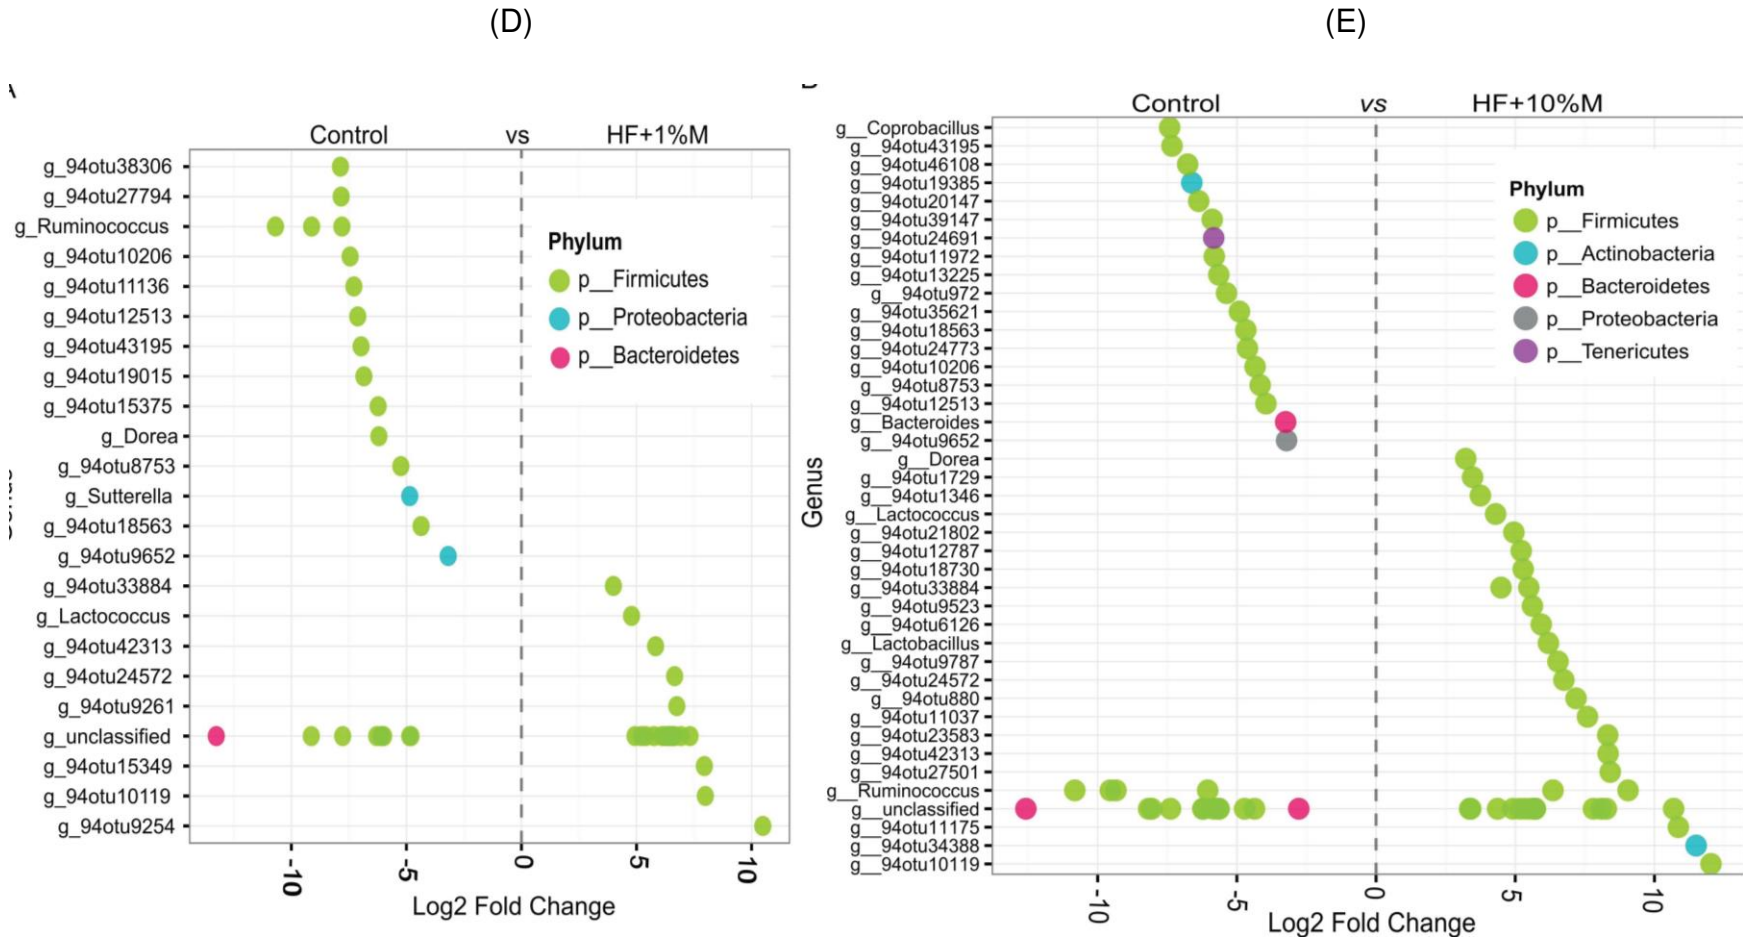 (D)
(E)
Control vs HF+1%M
g_94otu38306
g_94otu27794
g_Ruminococcus
g_94otu10206
g_94otu11136
g_94otu12513
g_94otu43195
g_94otu19015
g_94otu15375
g_Dorea
g_94otu8753
g_Sutterella
g_94otu18563
g_94otu9652
g_94otu33884
g_Lactococcus
g_94otu42313
g_94otu24572
g_94otu9261
g_unclassified
g_94otu15349
g_94otu10119
g_94otu9254
Phylum
p__Firmicutes
p__Proteobacteria
p__Bacteroidetes
-10 -5 0 5 10
Log2 Fold Change
Control vs HF+10%M
Genus
g__Coprobacillus
g__94otu43195
g__94otu46108
g__94otu19385
g__94otu20147
g__94otu39147
g__94otu24691
g__94otu11972
g__94otu13225
g__94otu972
g__94otu35621
g__94otu18563
g__94otu24773
g__94otu10206
g__94otu8753
g__94otu12513
g__Bacteroides
g__94otu9652
g__Dorea
g__94otu1729
g__94otu1346
g__Lactococcus
g__94otu21802
g__94otu12787
g__94otu18730
g__94otu33884
g__94otu9523
g__94otu6126
g__Lactobacillus
g__94otu9787
g__94otu24572
g__94otu880
g__94otu11037
g__94otu23583
g__94otu42313
g__94otu27501
g__Ruminococcus
g__unclassified
g__94otu11175
g__94otu34388
g__94otu10119
Phylum
p__Firmicutes
p__Actinobacteria
p__Bacteroidetes
p__Proteobacteria
p__Tenericutes
-10 -5 0 5 10
Log2 Fold Change